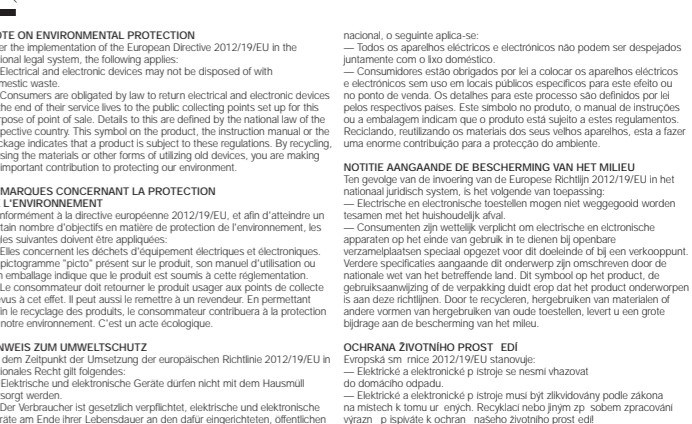 OTE ON ENVIRONMENTAL PROTECTION
er the implementation of the European Directive 2012/19/EU in the
ional legal system, the following applies:
Electrical and electronic devices may not be disposed of with
mestic waste.
Consumers are obligated by law to return electrical and electronic devices
the end of their service lives to the public collecting points set up for this
rpose of point of sale. Details to this are defined by the national law of the
pective country. This symbol on the product, the instruction manual or the
ckage indicates that a product is subject to these regulations. By recycling,
sing the materials or other forms of utilizing old devices, you are making
important contribution to protecting our environment.
MARQUES CONCERNANT LA PROTECTION
L'ENVIRONNEMENT
nformément à la directive européenne 2012/19/EU, et afin d'atteindre un
tain nombre d'objectifs en matière de protection de l'environnement, les
les suivantes doivent être appliquées:
Elles concernent les déchets d'équipement électriques et électroniques.
pictogramme "picto" présent sur le produit, son manuel d'utilisation ou
n emballage indique que le produit est soumis à cette réglementation.
Le consommateur doit retourner le produit usager aux points de collecte
vus à cet effet. Il peut aussi le remettre à un revendeur. En permettant
in le recyclage des produits, le consommateur contribuera à la protection
notre environnement. C'est un acte écologique.
NWEIS ZUM UMWELTSCHUTZ
dem Zeitpunkt der Umsetzung der europäischen Richtlinie 2012/19/EU in
ionales Recht gilt folgendes:
Elektrische und elektronische Geräte dürfen nicht mit dem Hausmüll
sorgt werden.
Der Verbraucher ist gesetzlich verpflichtet, elektrische und elektronische
räte am Ende ihrer Lebensdauer an den dafür eingerichteten, öffentlichen
nacional, o seguinte aplica-se:
— Todos os aparelhos eléctricos e electrónicos não podem ser despejados
juntamente com o lixo doméstico.
— Consumidores estão obrigados por lei a colocar os aparelhos eléctricos
e electrónicos sem uso em locais públicos específicos para este efeito ou
no ponto de venda. Os detalhes para este processo são definidos por lei
pelos respectivos países. Este símbolo no produto, o manual de instruções
ou a embalagem indicam que o produto está sujeito a estes regulamentos.
Reciclando, reutilizando os materiais dos seus velhos aparelhos, esta a fazer
uma enorme contribuição para a protecção do ambiente.
NOTITIE AANGAANDE DE BESCHERMING VAN HET MILIEU
Ten gevolge van de invoering van de Europese Richtlijn 2012/19/EU in het
nationaal juridisch system, is het volgende van toepassing:
— Electrische en electronische toestellen mogen niet weggegooid worden
tesamen met het huishoudelijk afval.
— Consumenten zijn wettelijk verplicht om electrische en elctronische
apparaten op het einde van gebruik in te dienen bij openbare
verzamelplaatsen speciaal opgezet voor dit doeleinde of bij een verkooppunt.
Verdere specificaties aangaande dit onderwerp zijn omschreven door de
nationale wet van het betreffende land. Dit symbool op het product, de
gebruiksaanwijzing of de verpakking duidt erop dat het product onderworpen
is aan deze richtlijnen. Door te recycleren, hergebruiken van materialen of
andere vormen van hergebruiken van oude toestellen, levert u een grote
bijdrage aan de bescherming van het mileu.
OCHRANA ŽIVOTNÍHO PROST EDÍ
Evropská sm rnice 2012/19/EU stanovuje:
— Elektrické a elektronické p ístroje se nesmí vhazovat
do domácího odpadu.
— Elektrické a elektronické p ístroje musí být zlikvidovány podle zákona
na místech k tomu ur ených. Recyklací nebo jiným zp sobem zpracování
výrazn p ispíváte k ochran našeho životního prost edí!